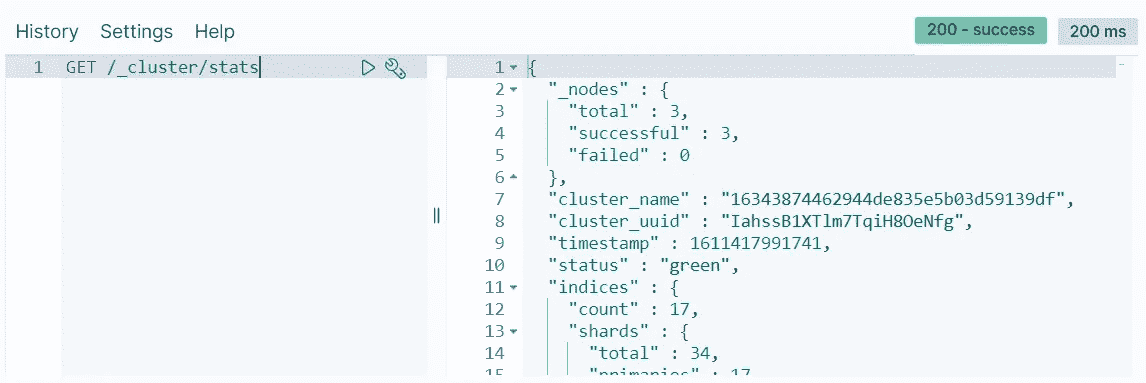 History Settings Help 200 - success 200 ms
1 GET /_cluster/stats
1 {
2 "_nodes" : {
3 "total" : 3,
4 "successful" : 3,
5 "failed" : 0
6 },
7 "cluster_name" : "16343874462944de835e5b03d59139df",
8 "cluster_uuid" : "IahssB1XTlm7TqiH8OeNfg",
9 "timestamp" : 1611417991741,
10 "status" : "green",
11 "indices" : {
12 "count" : 17,
13 "shards" : {
14 "total" : 34,
15 "primaries" : 17